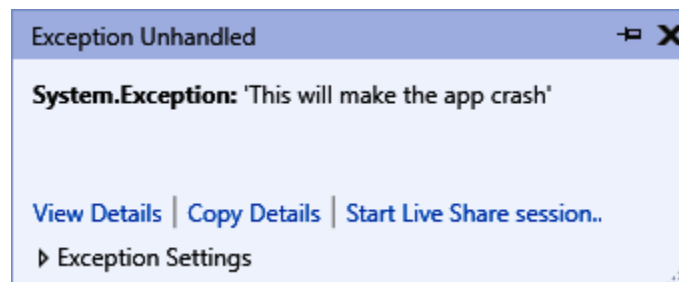 Exception Unhandled
System.Exception: 'This will make the app crash'
View Details | Copy Details | Start Live Share session..
Exception Settings